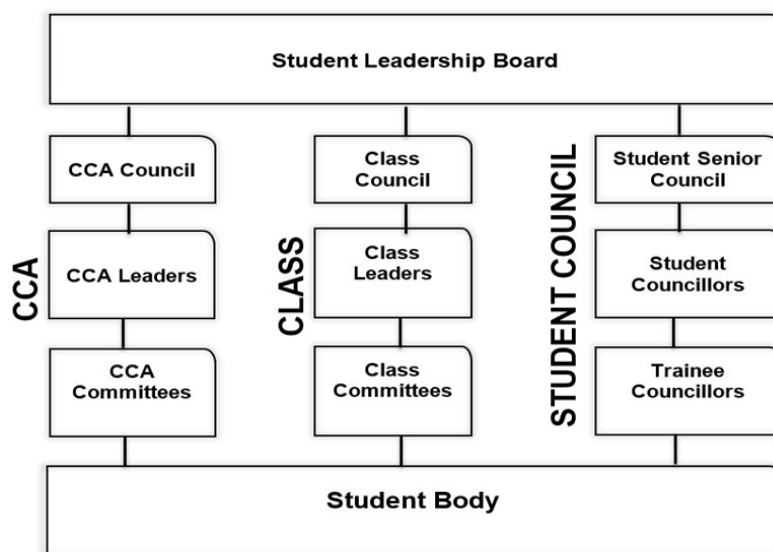 Student Leadership Board
CCA
CCA Council
CCA Leaders
CCA
Committees
CLASS
Class
Council
Class
Leaders
Class
Committees
STUDENT COUNCIL
Student Senior
Council
Student
Councillors
Trainee
Councillors
Student Body